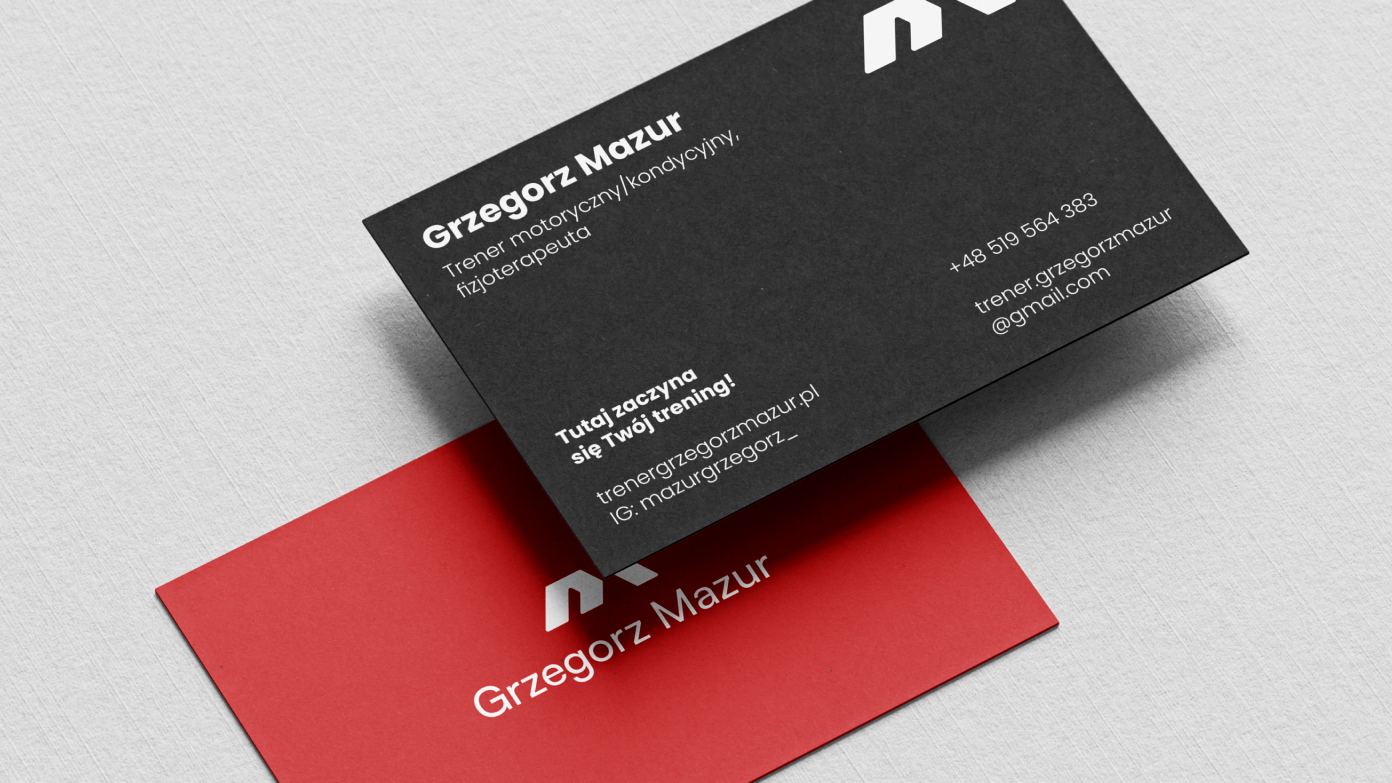 Grzegorz Mazur
Trener motoryczny/kondycyjny,
fizjoterapeuta
+48 519 564 383
trener.grzegorzmazur
@gmail.com
Tutaj zaczyna
się Twój trening!
trenergrzegorzmazur.pl
IG: mazurgrzegorz_
Grzegorz Mazur